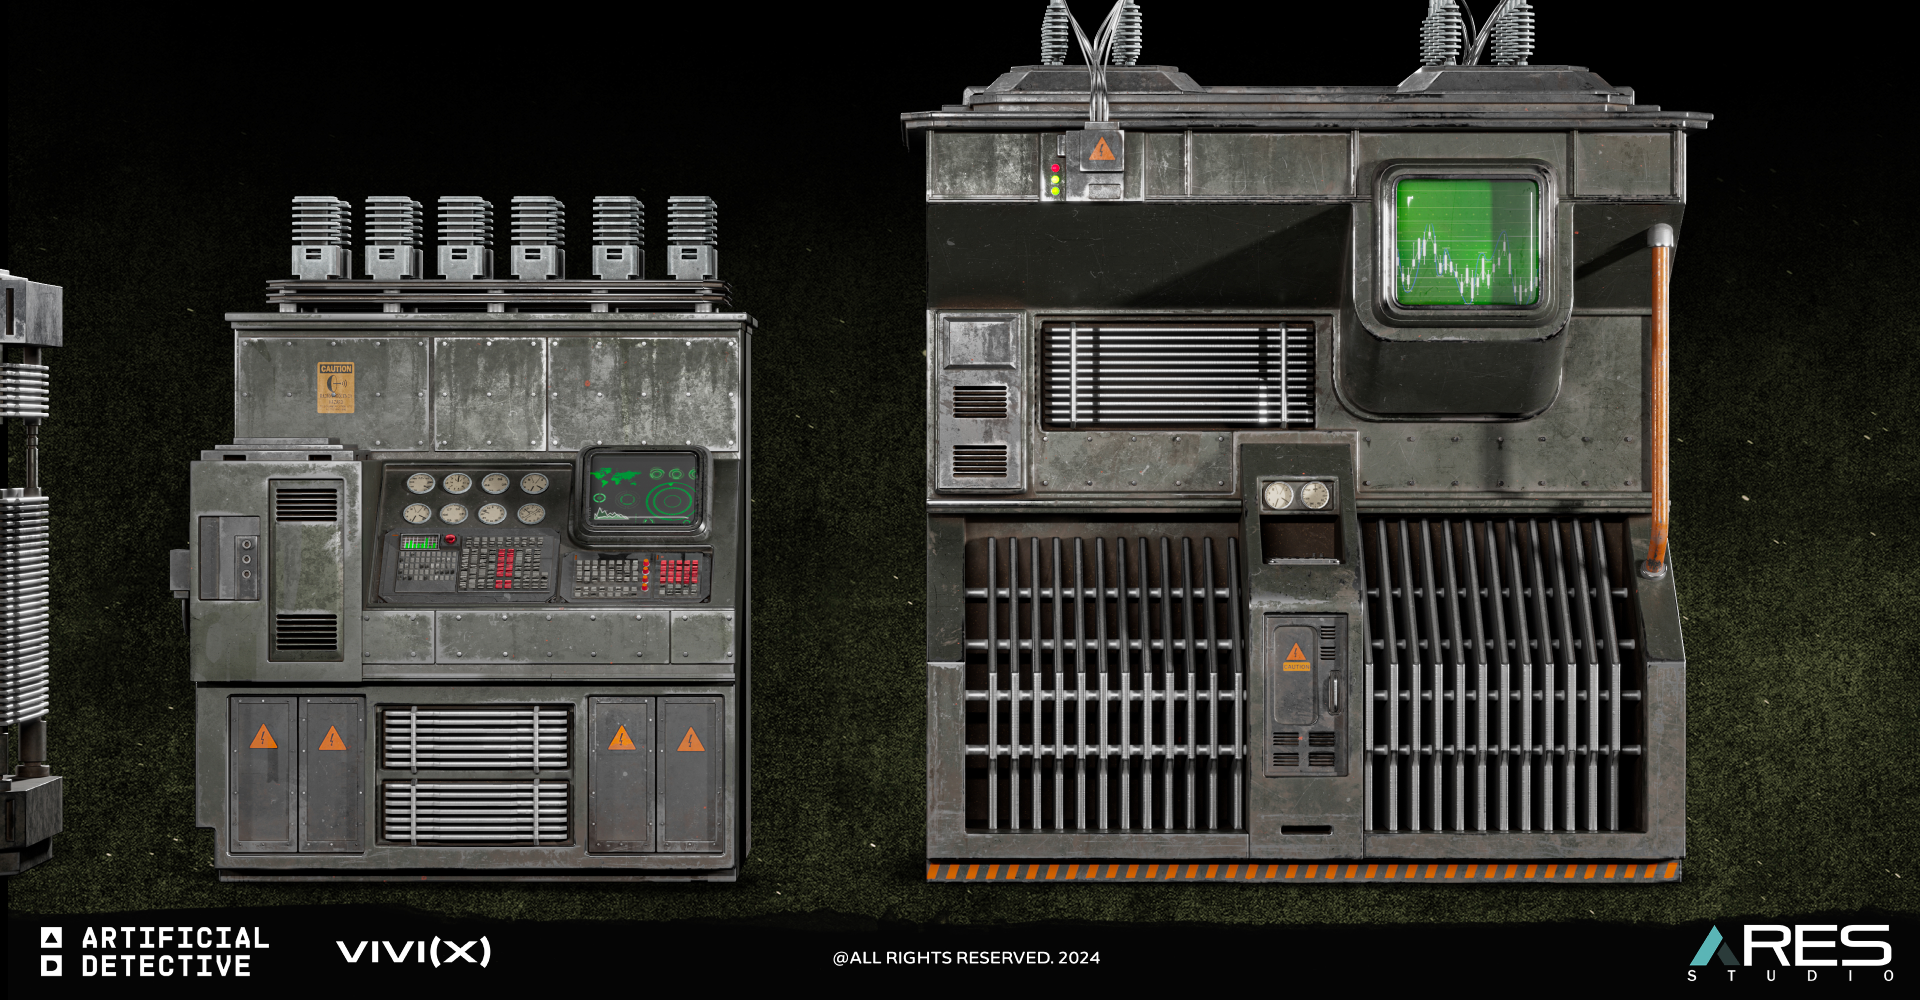 CAUTION
CAUTION
ARTIFICIAL
DETECTIVE
VIVI(X)
@ALL RIGHTS RESERVED. 2024
ARES
STUDIO